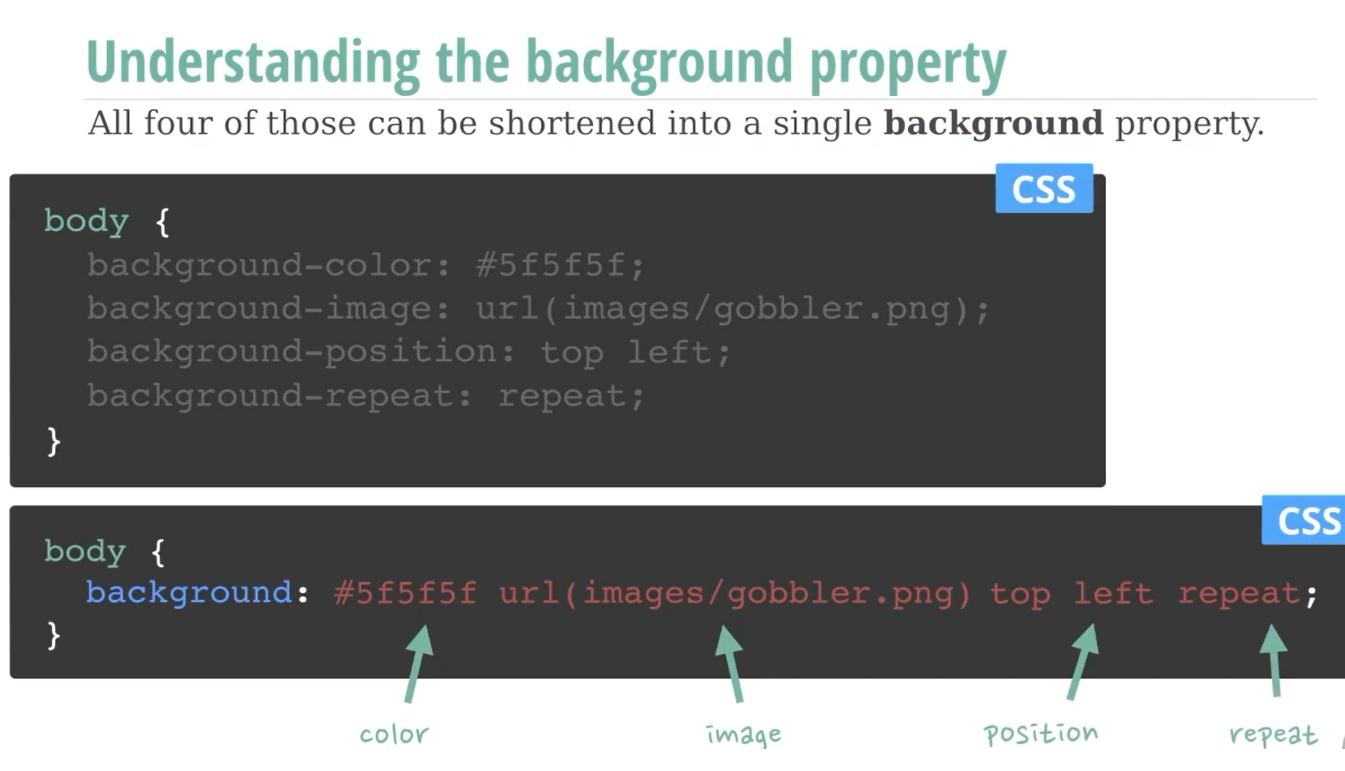 Understanding the background property
All four of those can be shortened into a single background property.
CSS
body {
background-color: #5f5f5f;
background-image: url(images/gobbler.png);
background-position: top left;
background-repeat: repeat;
}
CSS
body {
background: #5f5f5f url(images/gobbler.png) top left repeat;
}
color image position repeat